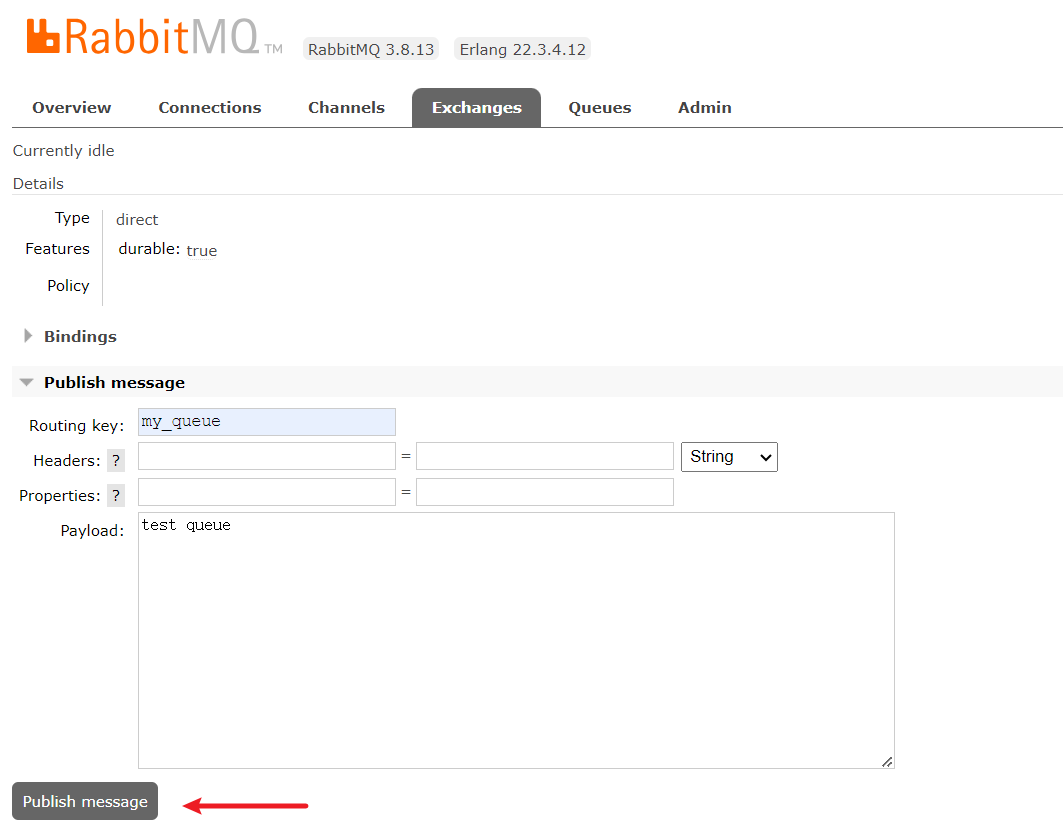 RabbitMQ TM RabbitMQ 3.8.13 Erlang 22.3.4.12
Overview Connections Channels Exchanges Queues Admin
Currently idle
Details
Type direct
Features durable: true
Policy
Bindings
Publish message
Routing key: my_queue
Headers: ? = String
Properties: ? =
Payload: test queue
Publish message